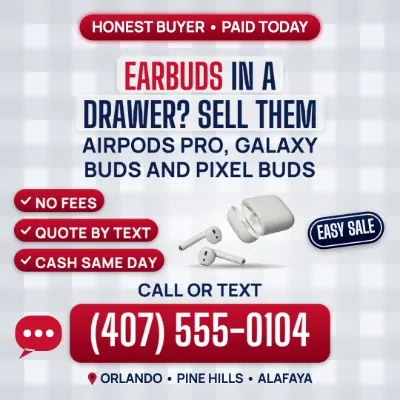 HONEST BUYER • PAID TODAY
EARBUDS IN A
DRAWER? SELL THEM
AIRPODS PRO, GALAXY
BUDS AND PIXEL BUDS
NO FEES
QUOTE BY TEXT
CASH SAME DAY
EASY SALE
CALL OR TEXT
(407) 555-0104
ORLANDO • PINE HILLS • ALAFAYA